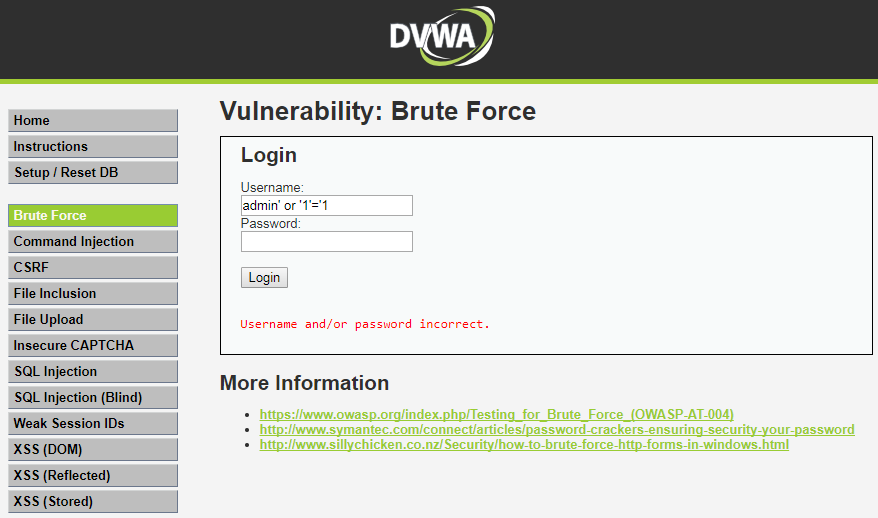 DVWA
Home
Instructions
Setup / Reset DB
Brute Force
Command Injection
CSRF
File Inclusion
File Upload
Insecure CAPTCHA
SQL Injection
SQL Injection (Blind)
Weak Session IDs
XSS (DOM)
XSS (Reflected)
XSS (Stored)
Vulnerability: Brute Force
Login
Username:
admin' or '1'='1
Password:
Login
Username and/or password incorrect.
More Information
https://www.owasp.org/index.php/Testing_for_Brute_Force_(OWASP-AT-004)
http://www.symantec.com/connect/articles/password-crackers-ensuring-security-your-password
http://www.sillychicken.co.nz/Security/how-to-brute-force-http-forms-in-windows.html